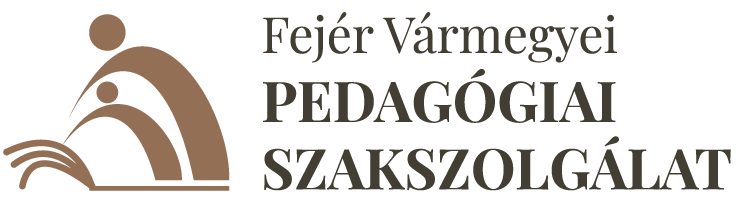 Fejér Vármegyei
PEDAGÓGIAI
SZAKSZOLGÁLAT